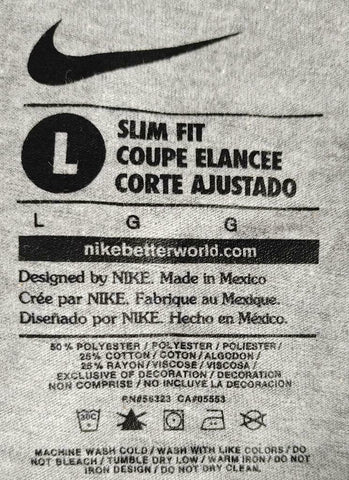 L
SLIM FIT
COUPE ELANCEE
CORTE AJUSTADO
L G G
nikebetterworld.com
Designed by NIKE. Made in Mexico
Crée par NIKE. Fabrique au Mexique.
Diseñado por NIKE. Hecho en México.
50% POLYESTER / POLYESTER / POLIESTER /
25% COTTON / COTON / ALGODON /
25% RAYON / VISCOSE / VISCOSA /
EXCLUSIVE OF DECORATION / DECORATION
NON COMPRISE / NO INCLUYE LA DECORACION
RN#56323 CA#05553
30C
MACHINE WASH COLD / WASH WITH LIKE COLORS / DO
NOT BLEACH / TUMBLE DRY LOW / WARM IRON / DO NOT
IRON DESIGN / DO NOT DRY CLEAN.